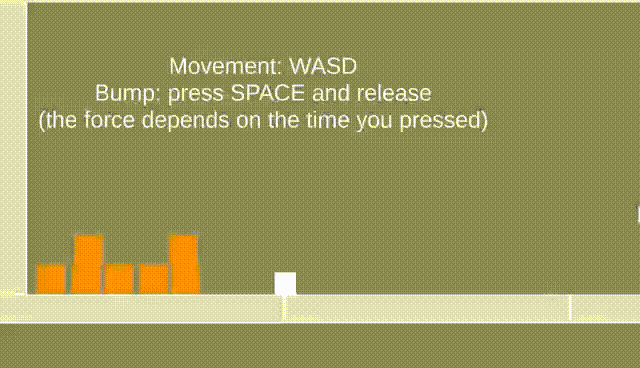 Movement: WASD
Bump: press SPACE and release
(the force depends on the time you pressed)